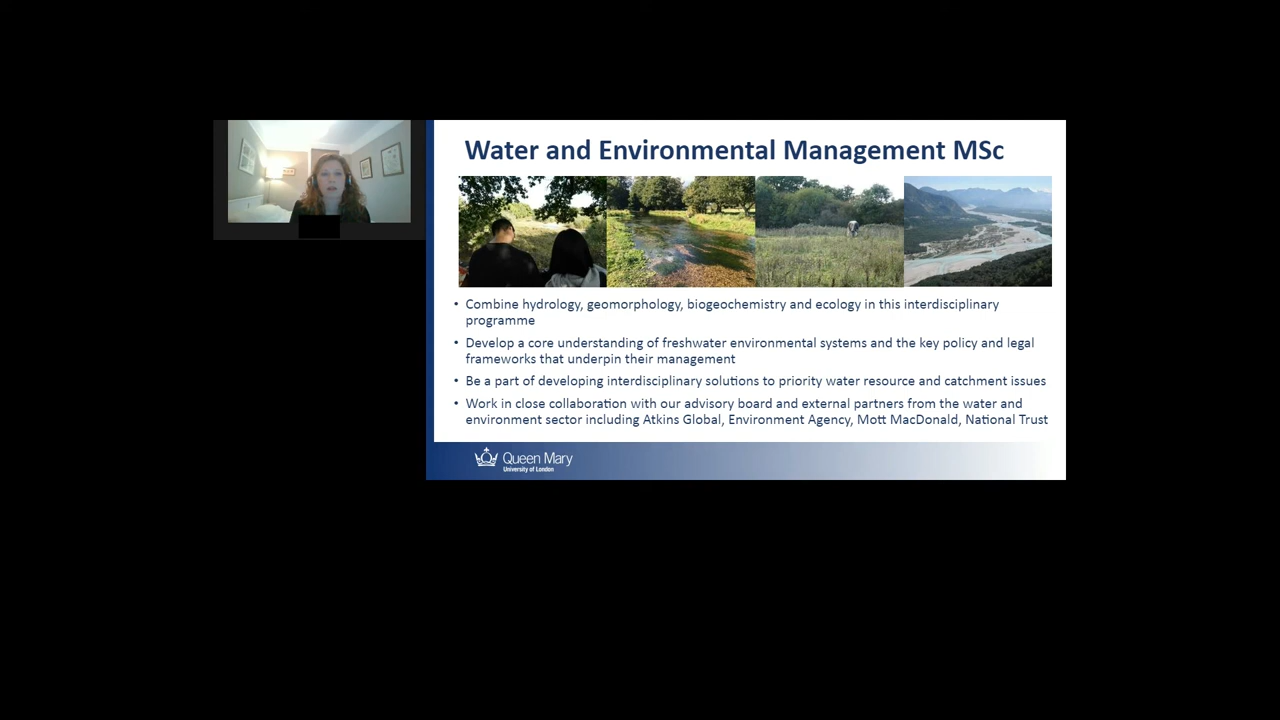 Water and Environmental Management MSc
• Combine hydrology, geomorphology, biogeochemistry and ecology in this interdisciplinary
programme
• Develop a core understanding of freshwater environmental systems and the key policy and legal
frameworks that underpin their management
• Be a part of developing interdisciplinary solutions to priority water resource and catchment issues
• Work in close collaboration with our advisory board and external partners from the water and
environment sector including Atkins Global, Environment Agency, Mott MacDonald, National Trust
Queen Mary
University of London